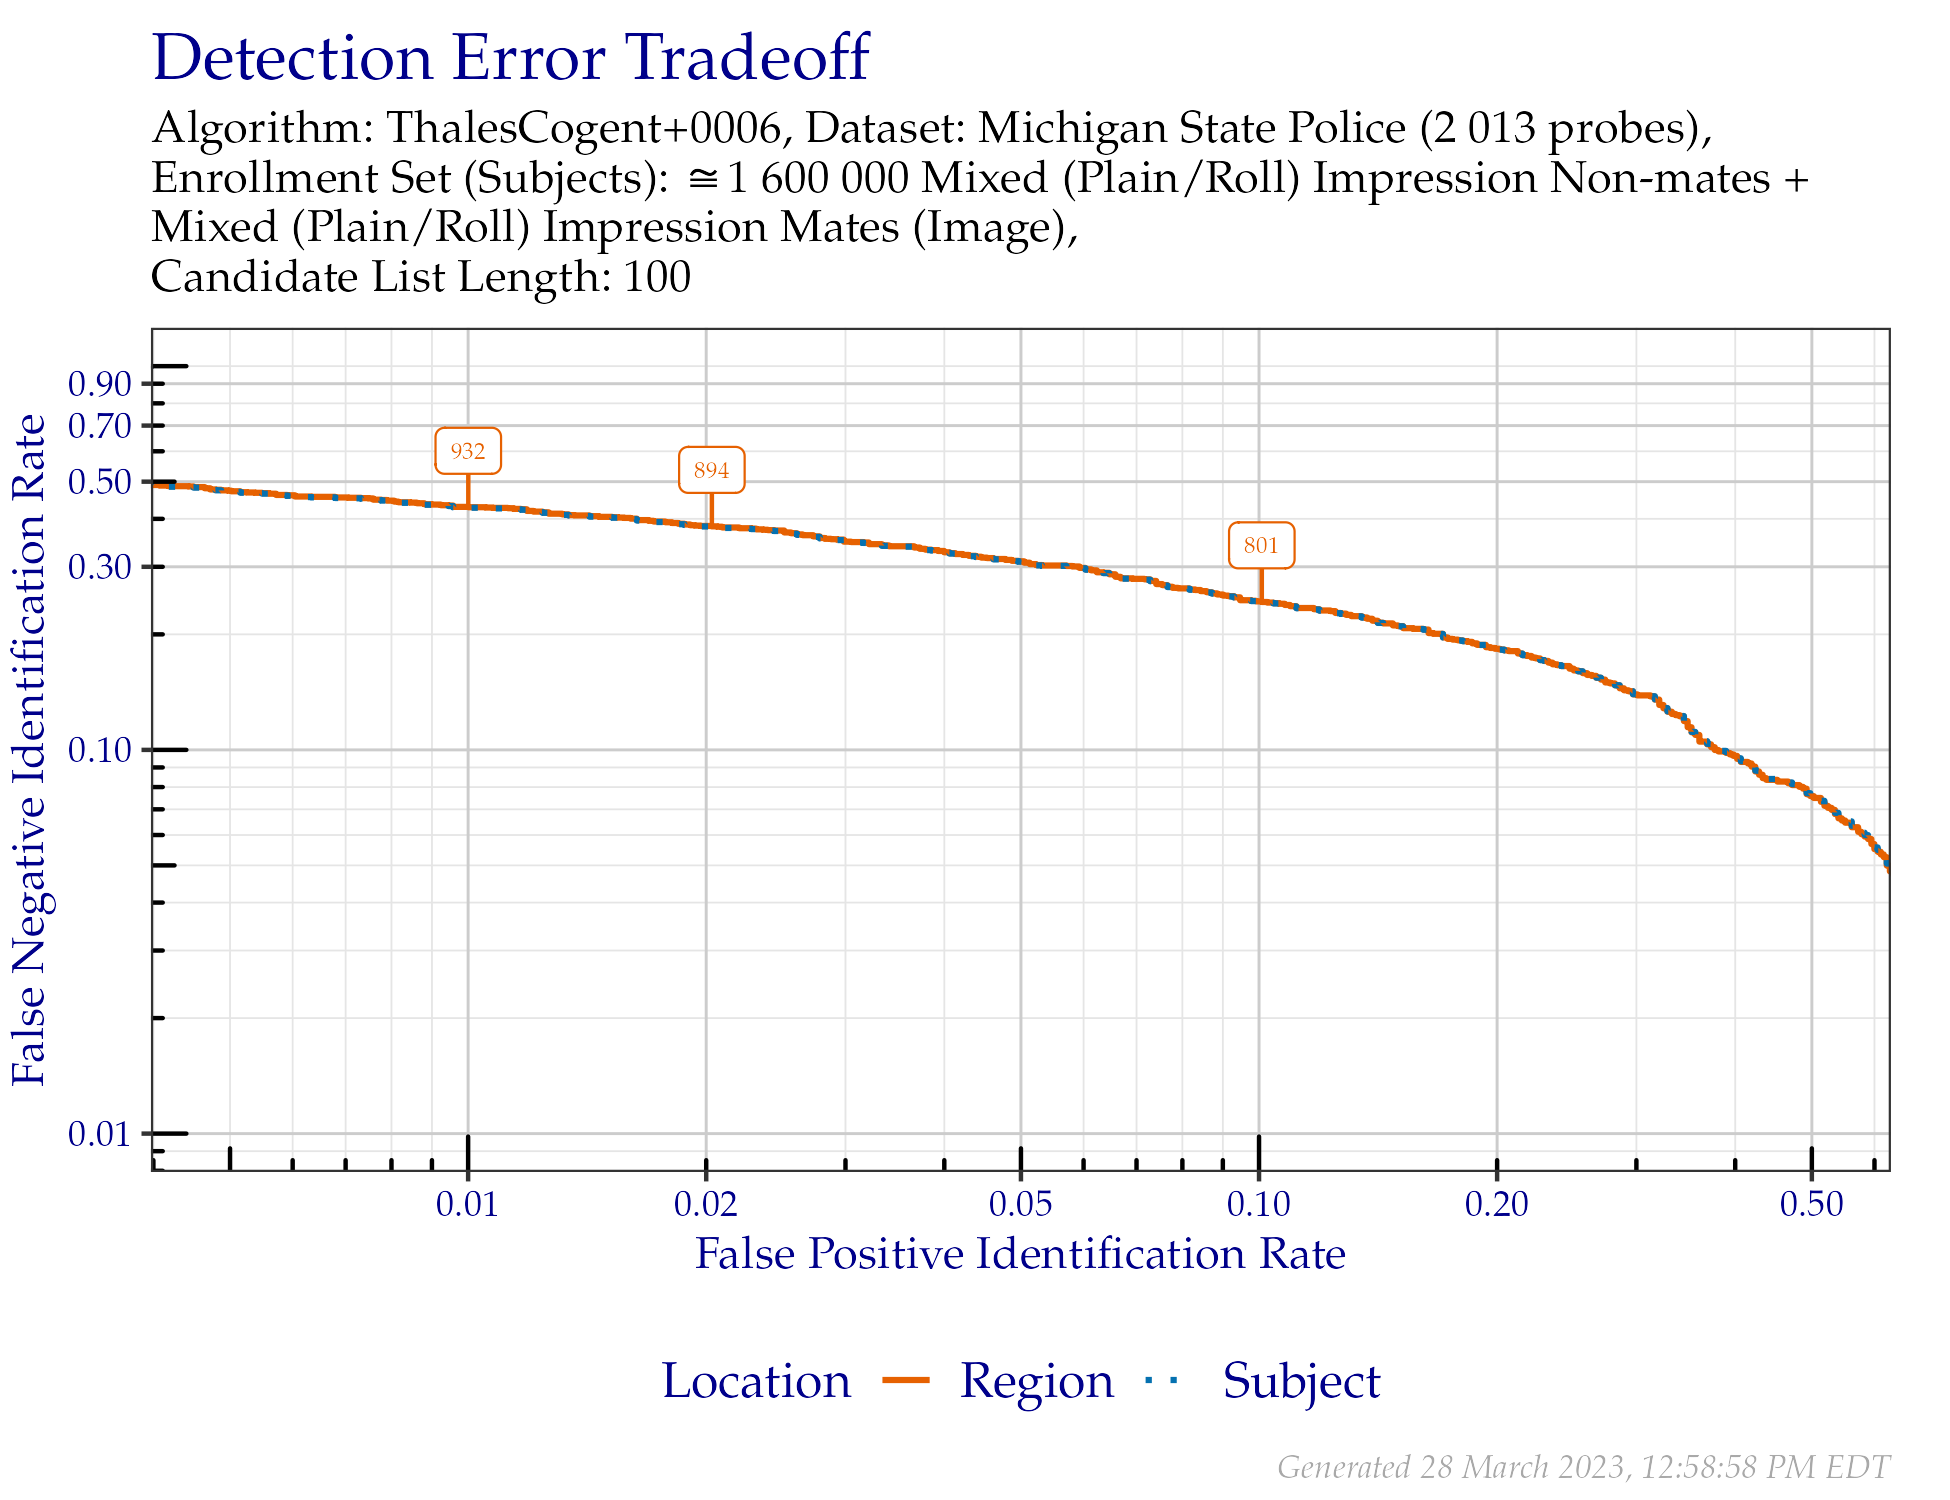 Detection Error Tradeoff
Algorithm: ThalesCogent+0006, Dataset: Michigan State Police (2 013 probes),
Enrollment Set (Subjects): ≅1 600 000 Mixed (Plain/Roll) Impression Non-mates +
Mixed (Plain/Roll) Impression Mates (Image),
Candidate List Length: 100
False Negative Identification Rate
0.90
0.70
0.50
0.30
0.10
0.01
932
894
801
0.01 0.02 0.05 0.10 0.20 0.50
False Positive Identification Rate
Location Region Subject
Generated 28 March 2023, 12:58:58 PM EDT